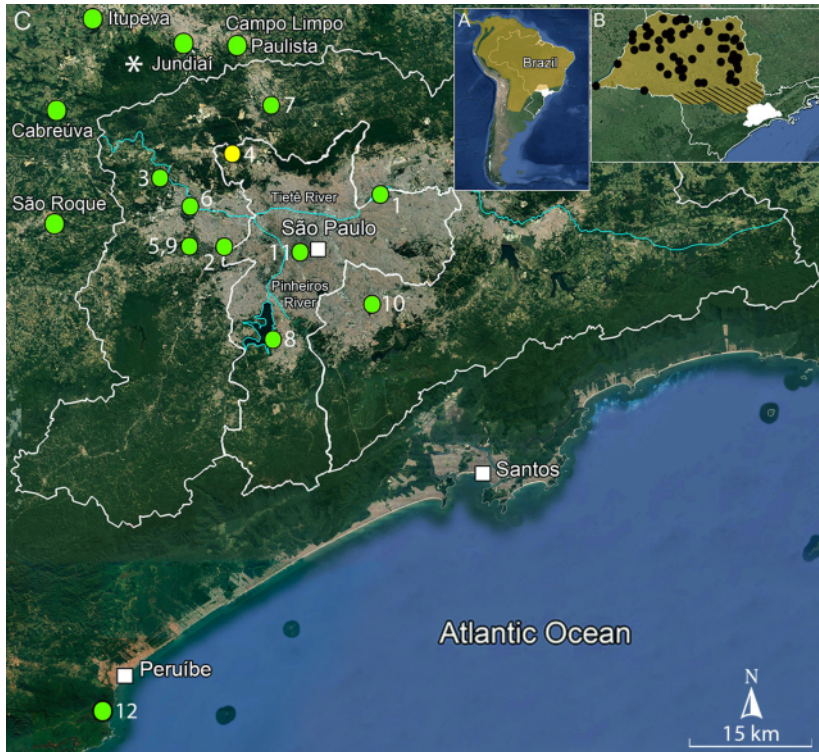 C
Itupeva
Campo Limpo
Paulista
*
Jundiaí
A
Brazil
B
Cabreúva
7
4
3
6
Tietê River
1
São Roque
São Paulo
5,9
2
11
Pinheiros
River
10
8
Santos
Atlantic Ocean
Peruíbe
12
N
15 km